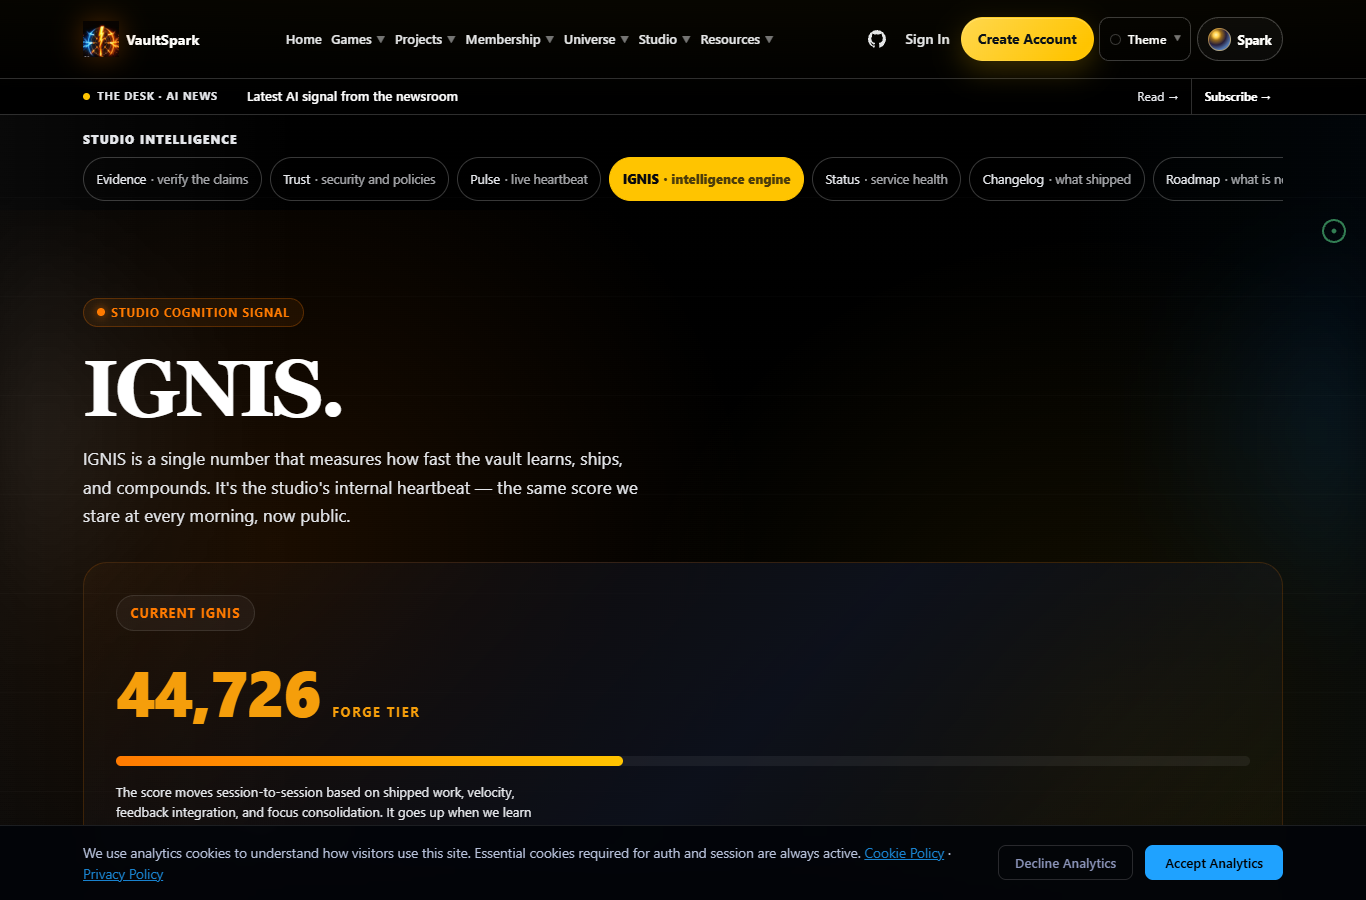 VaultSpark
Home Games Projects Membership Universe Studio Resources
Sign In
Create Account
Theme
Spark
THE DESK · AI NEWS
Latest AI signal from the newsroom
Read →
Subscribe →
STUDIO INTELLIGENCE
Evidence · verify the claims
Trust · security and policies
Pulse · live heartbeat
IGNIS · intelligence engine
Status · service health
Changelog · what shipped
Roadmap · what is
STUDIO COGNITION SIGNAL
IGNIS.
IGNIS is a single number that measures how fast the vault learns, ships,
and compounds. It's the studio's internal heartbeat — the same score we
stare at every morning, now public.
CURRENT IGNIS
44,726 FORGE TIER
The score moves session-to-session based on shipped work, velocity,
feedback integration, and focus consolidation. It goes up when we learn
We use analytics cookies to understand how visitors use this site. Essential cookies required for auth and session are always active. Cookie Policy ·
Privacy Policy
Decline Analytics
Accept Analytics